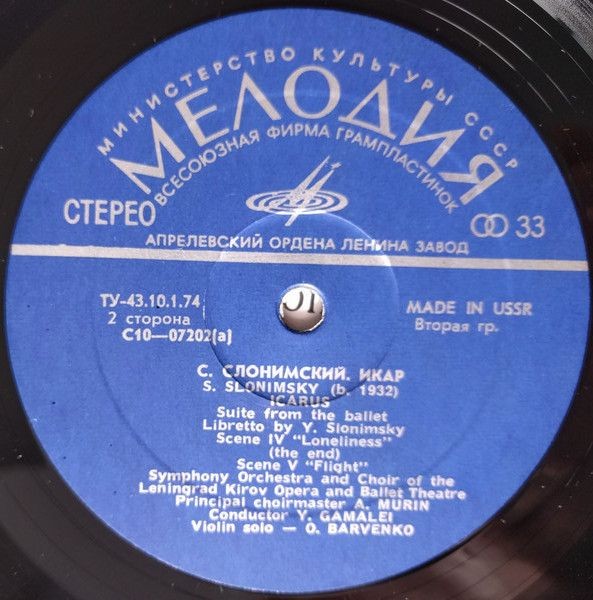 МИНИСТЕРСТВО КУЛЬТУРЫ СССР
МЕЛОДИЯ
ВСЕСОЮЗНАЯ ФИРМА ГРАМПЛАСТИНОК
СТЕРЕО
33
АПРЕЛЕВСКИЙ ОРДЕНА ЛЕНИНА ЗАВОД
ТУ-43.10.1.74
2 сторона
С10—07202(а)
MADE IN USSR
Вторая гр.
С. СЛОНИМСКИЙ. ИКАР
S. SLONIMSKY (b. 1932)
ICARUS
Suite from the ballet
Libretto by Y. Slonimsky
Scene IV "Loneliness"
(the end)
Scene V "Flight"
Symphony Orchestra and Choir of the
Leningrad Kirov Opera and Ballet Theatre
Principal choirmaster A. MURIN
Conductor Y. GAMALEI
Violin solo — O. BARVENKO